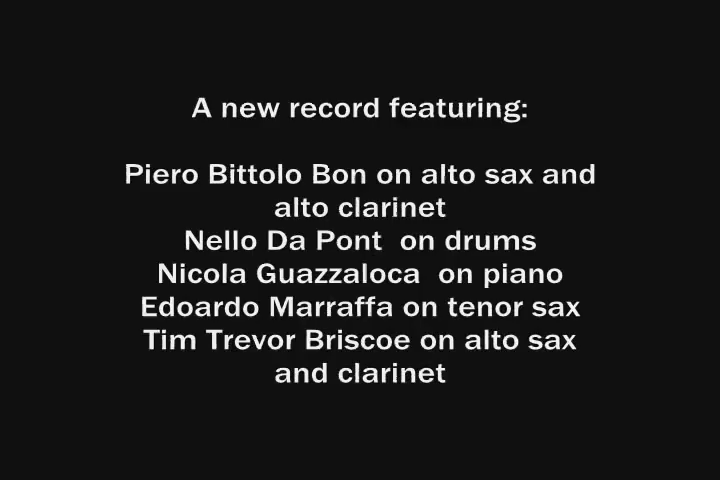 A new record featuring:
Piero Bittolo Bon on alto sax and
alto clarinet
Nello Da Pont  on drums
Nicola Guazzaloca  on piano
Edoardo Marraffa on tenor sax
Tim Trevor Briscoe on alto sax
and clarinet